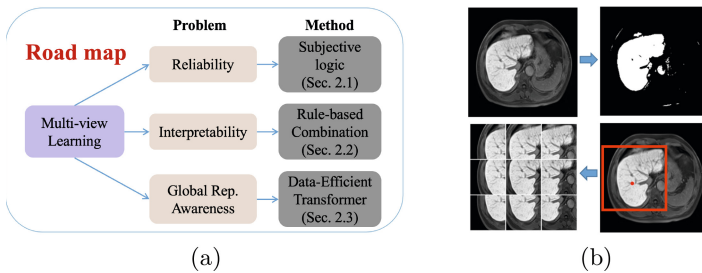 Problem
Method
Road map
Multi-view
Learning
Reliability
Subjective
logic
(Sec. 2.1)
Interpretability
Rule-based
Combination
(Sec. 2.2)
Global Rep.
Awareness
Data-Efficient
Transformer
(Sec. 2.3)
(a)
(b)